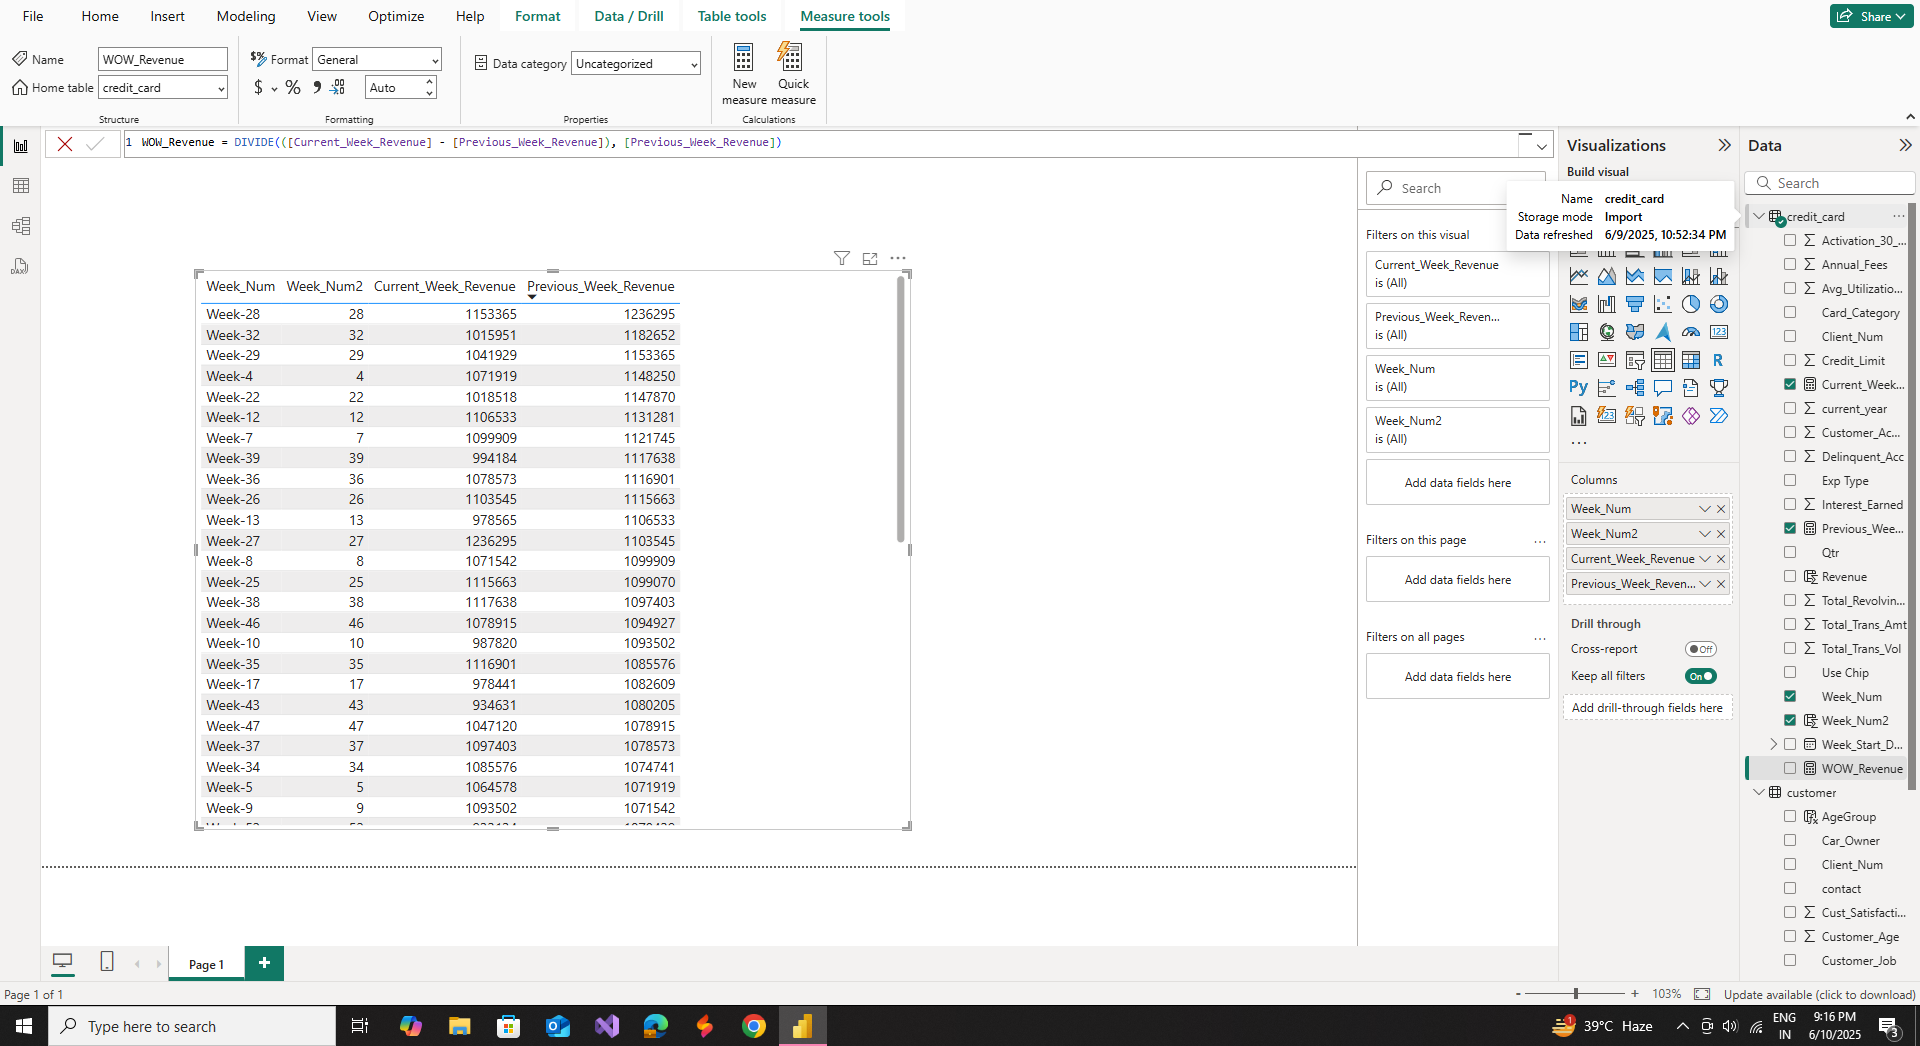 File Home Insert Modeling View Optimize Help Format Data / Drill Table tools Measure tools
Share
Name WOW_Revenue
Home table credit_card
Structure
Format General
$ % Auto
Formatting
Data category Uncategorized
Properties
New measure
Quick measure
Calculations
1 WOW_Revenue = DIVIDE(([Current_Week_Revenue] - [Previous_Week_Revenue]), [Previous_Week_Revenue])
Week_Num Week_Num2 Current_Week_Revenue Previous_Week_Revenue
Week-28 28 1153365 1236295
Week-32 32 1015951 1182652
Week-29 29 1041929 1153365
Week-4 4 1071919 1148250
Week-22 22 1018518 1147870
Week-12 12 1106533 1131281
Week-7 7 1099909 1121745
Week-39 39 994184 1117638
Week-36 36 1078573 1116901
Week-26 26 1103545 1115663
Week-13 13 978565 1106533
Week-27 27 1236295 1103545
Week-8 8 1071542 1099909
Week-25 25 1115663 1099070
Week-38 38 1117638 1097403
Week-46 46 1078915 1094927
Week-10 10 987820 1093502
Week-35 35 1116901 1085576
Week-17 17 978441 1082609
Week-43 43 934631 1080205
Week-47 47 1047120 1078915
Week-37 37 1097403 1078573
Week-34 34 1085576 1074741
Week-5 5 1064578 1071919
Week-9 9 1093502 1071542
Search
Filters on this visual
Current_Week_Revenue
is (All)
Previous_Week_Reven...
is (All)
Week_Num
is (All)
Week_Num2
is (All)
Add data fields here
Filters on this page
Add data fields here
Filters on all pages
Add data fields here
Visualizations
Build visual
Name credit_card
Storage mode Import
Data refreshed 6/9/2025, 10:52:34 PM
123
R
Py
Columns
Week_Num
Week_Num2
Current_Week_Revenue
Previous_Week_Reven...
Drill through
Cross-report Off
Keep all filters On
Add drill-through fields here
Data
Search
credit_card
Activation_30_...
Annual_Fees
Avg_Utilizatio...
Card_Category
Client_Num
Credit_Limit
Current_Week...
current_year
Customer_Ac...
Delinquent_Acc
Exp Type
Interest_Earned
Previous_Wee...
Qtr
Revenue
Total_Revolvin...
Total_Trans_Amt
Total_Trans_Vol
Use Chip
Week_Num
Week_Num2
Week_Start_D...
WOW_Revenue
customer
AgeGroup
Car_Owner
Client_Num
contact
Cust_Satisfacti...
Customer_Age
Customer_Job
Page 1
Page 1 of 1
103%
Update available (click to download)
Type here to search
39°C Haze
ENG
IN
9:16 PM
6/10/2025
3